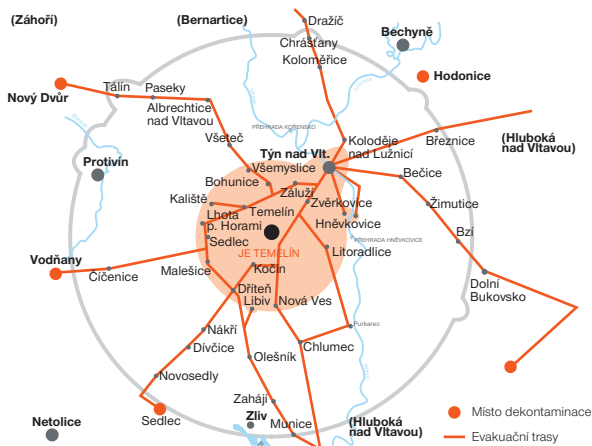 (Záhoří)
(Bernartice)
Dražíč
Chrášťany
Koloměřice
Bechyně
Hodonice
Tálín
Paseky
Nový Dvůr
Albrechtice
nad Vltavou
PŘEHRADA KOŘENSKO
Koloděje
nad Lužnicí
Březnice
(Hluboká
nad Vltavou)
Všeteč
Týn nad Vlt.
Protivín
Všemyslice
Bohunice
Bečice
Záluží
Kaliště
Zvěrkovice
Žimutice
Lhota
p. Horami
Temelín
Hněvkovice
Bzí
Sedlec
PŘEHRADA HNĚVKOVICE
JE TEMELÍN
Litoradlice
Vodňany
Číčenice
Malešice
Kočín
Dolní
Bukovsko
Dříteň
Libiv
Nová Ves
Purkarec
Nákří
Dívčice
Chlumec
Olešník
Novosedly
Zahájí
Sedlec
Zliv
Munice
(Hluboká
nad Vltavou)
Netolice
Místo dekontaminace
Evakuační trasy